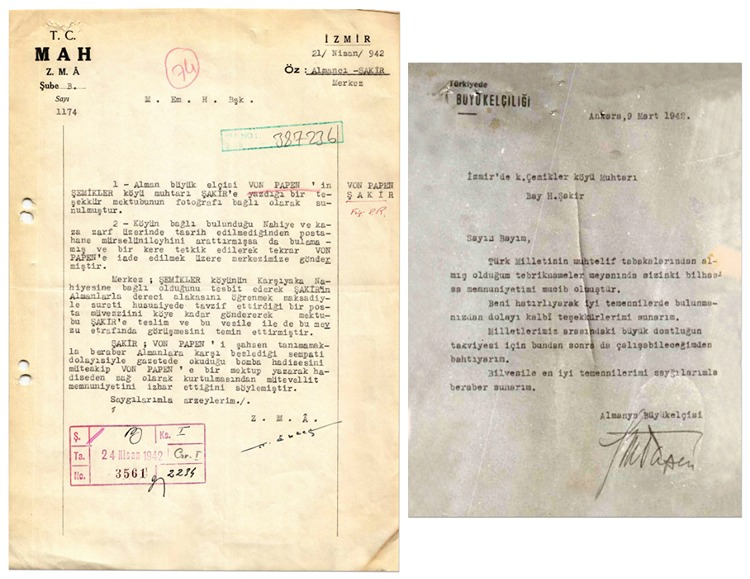 T. C.
MAH
Z. M. Â
Şube B.
Sayı
1174
74
İZMİR
21/ Nisan/ 942
Öz : Almancı -ŞAKİR
Merkez
M. Em. H. Bşk.
387236
1 - Alman büyük elçisi VON PAPEN 'in
ŞEMİKLER köyü muhtarı ŞAKİR'e yazdığı bir te-
şekkür mektubunun fotoğrafı bağlı olarak su-
nulmuştur.
VON PAPEN
ŞAKİR
2 - Köyün bağlı bulunduğu Nahiye ve ka
za zarf üzerinde tasrih edilmediğinden posta-
hane mürselünileyhini arattırmışsa da bulama-
mış ve bir kere tetkik edilerek tekrar VON
PAPEN'e iade edilmek üzere merkezimize gönder
miştir.
Merkez ; ŞEMİKLER köyünün Karşıyaka Na-
hiyesine bağlı olduğunu tesbit ederek ŞAKİR'in
Almanlarla dereci alakasını öğrenmek maksadiy-
le sureti hususiyede tavzif ettirdiği bir pos-
ta müvezziini köye kadar göndererek mektu-
bu ŞAKİR'e teslim ve bu vesile ile de bu mev
zu etrafında görüşmesini temin ettirmiştir.
ŞAKİR ; VON PAPEN 'i şahsen tanımamak-
la beraber Almanlara karşı beslediği sempati
dolayısiyle gazetede okuduğu bomba hadisesini
müteakip VON PAPEN 'e bir mektup yazarak ha-
diseden sağ olarak kurtulmasından mütevellit
memnuniyetini izhar ettiğini söylemiştir.
Saygılarımla arzeylerim./.
Z. M. Â.
Ş.
Ks. I
Ta. 24 Nisan 1942
No. 3561
2234
Türkiyede
BÜYÜKELÇİLİĞİ
Ankara, 9 Mart 1942.
İzmir'de k.Çemikler köyü Muhtarı
Bay H.Şakir
Sayın Bayım,
Türk Milletinin muhtelif tabakalarından al-
mış olduğum tebriknameler meyanında sizinki bilhas-
sa memnuniyetimi mucib olmuştur.
Beni hatırlıyarak iyi temennilerde bulunma-
nızdan dolayı kalbî teşekkürlerimi sunarım.
Milletlerimiz arasındaki büyük dostluğun
takviyesi için bundan sonra da çalışabileceğimden
bahtıyarım.
Bilvesile en iyi temennilerimi saygılarımla
beraber sunarım.
Almanya Büyükelçisi